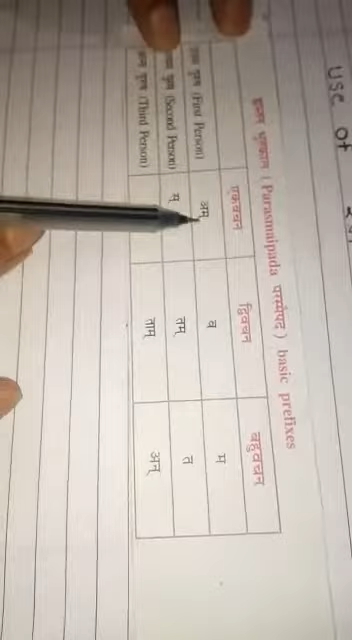 Use of
( Parasmaipada परस्मैपद ) basic prefixes
एकवचन द्विवचन बहुवचन
पुरुष (First Person) अम् व म
पुरुष (Second Person) तम् त
पुरुष (Third Person) ताम् अन्